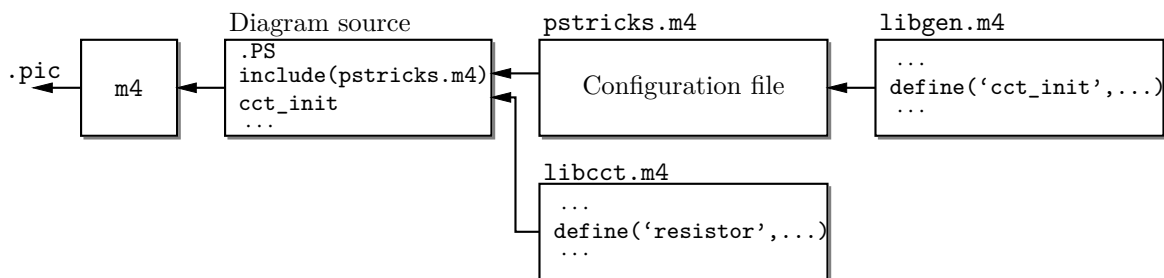 .pic
m4
Diagram source
.PS
include(pstricks.m4)
cct_init
...
pstricks.m4
Configuration file
libgen.m4
...
define(‘cct_init’,...)
...
libcct.m4
...
define(‘resistor’,...)
...